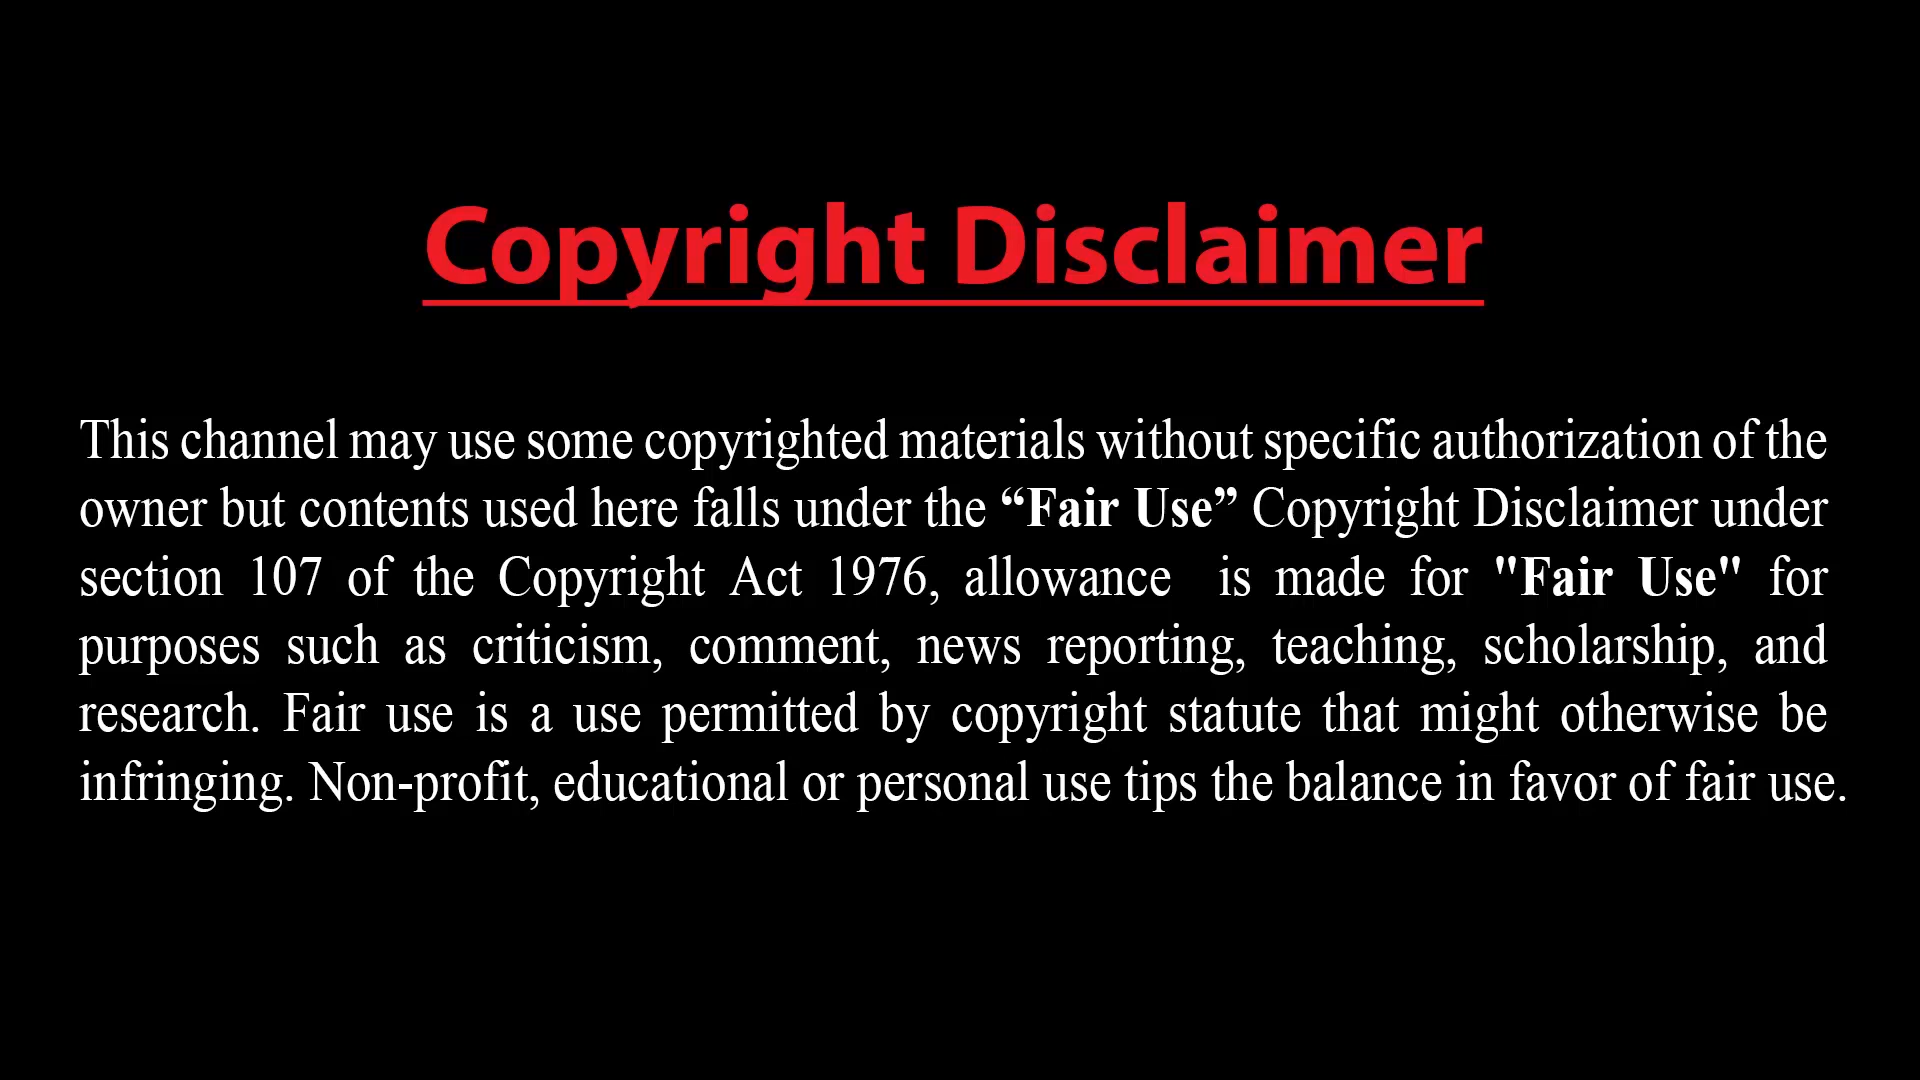 Copyright Disclaimer
This channel may use some copyrighted materials without specific authorization of the
owner but contents used here falls under the “Fair Use” Copyright Disclaimer under
section 107 of the Copyright Act 1976, allowance  is made for "Fair Use" for
purposes such as criticism, comment, news reporting, teaching, scholarship, and
research. Fair use is a use permitted by copyright statute that might otherwise be
infringing. Non-profit, educational or personal use tips the balance in favor of fair use.